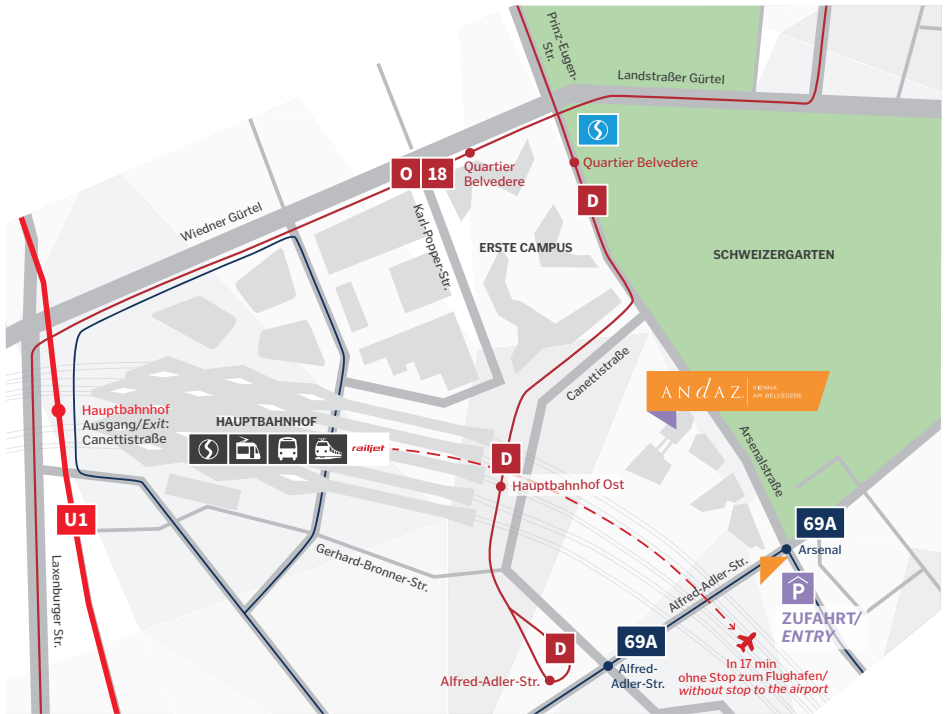 Prinz-Eugen-
Str.
Landstraßer Gürtel
Quartier Belvedere
O 18
Quartier
Belvedere
D
Wiedner Gürtel
Karl-Popper-Str.
ERSTE CAMPUS
SCHWEIZERGARTEN
Canettistraße
ANdAZ.
VIENNA
AM BELVEDERE
Hauptbahnhof
Ausgang/Exit:
Canettistraße
HAUPTBAHNHOF
railjet
D
Hauptbahnhof Ost
Arsenalstraße
U1
69A
Arsenal
Laxenburger Str.
Gerhard-Bronner-Str.
Alfred-Adler-Str.
P
ZUFAHRT/
ENTRY
D
69A
Alfred-Adler-Str.
Alfred-
Adler-Str.
In 17 min
ohne Stop zum Flughafen/
without stop to the airport